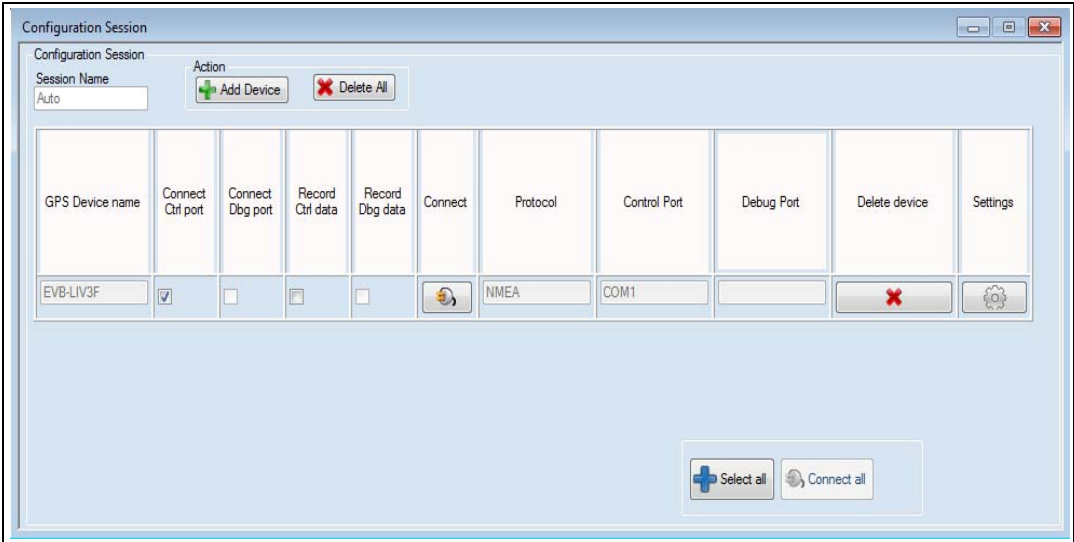 Configuration Session
Configuration Session
Session Name
Auto
Action
Add Device
Delete All
GPS Device name
Connect
Ctrl port
Connect
Dbg port
Record
Ctrl data
Record
Dbg data
Connect
Protocol
Control Port
Debug Port
Delete device
Settings
EVB-LIV3F
NMEA
COM1
Select all
Connect all